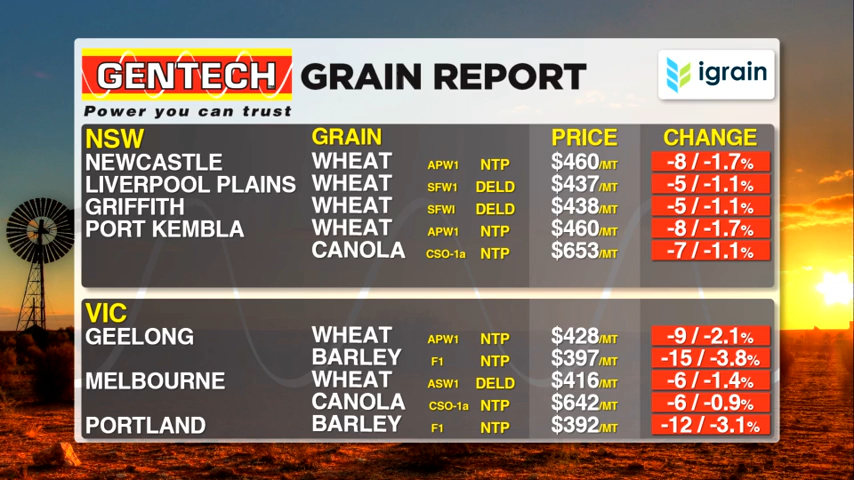 GENTECH
Power you can trust
GRAIN REPORT
igrain
NSW GRAIN PRICE CHANGE
NEWCASTLE WHEAT APW1 NTP $460/MT -8 / -1.7%
LIVERPOOL PLAINS WHEAT SFW1 DELD $437/MT -5 / -1.1%
GRIFFITH WHEAT SFWI DELD $438/MT -5 / -1.1%
PORT KEMBLA WHEAT APW1 NTP $460/MT -8 / -1.7%
CANOLA CSO-1a NTP $653/MT -7 / -1.1%
VIC
GEELONG WHEAT APW1 NTP $428/MT -9 / -2.1%
BARLEY F1 NTP $397/MT -15 / -3.8%
MELBOURNE WHEAT ASW1 DELD $416/MT -6 / -1.4%
CANOLA CSO-1a NTP $642/MT -6 / -0.9%
PORTLAND BARLEY F1 NTP $392/MT -12 / -3.1%